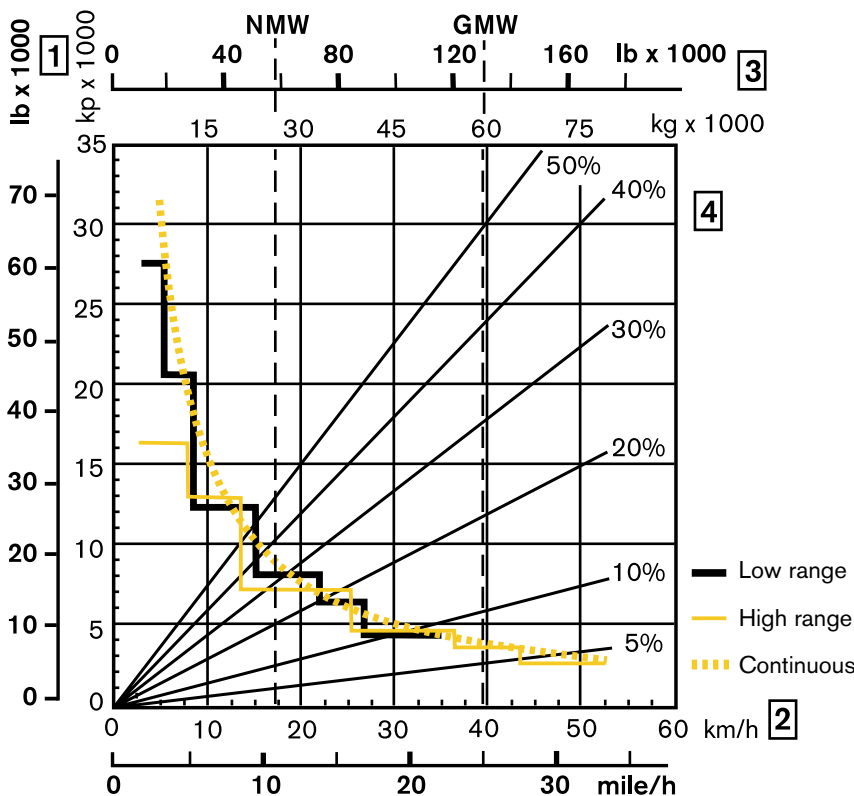 NMW GMW
1 lb x 1000 kp x 1000
0 40 80 120 160 lb x 1000 3
15 30 45 60 75 kg x 1000
35
30
25
20
15
10
5
0
70
60
50
40
30
20
10
0
50%
40%
30%
20%
10%
5%
4
Low range
High range
Continuous
0 10 20 30 40 50 60 km/h 2
0 10 20 30 mile/h